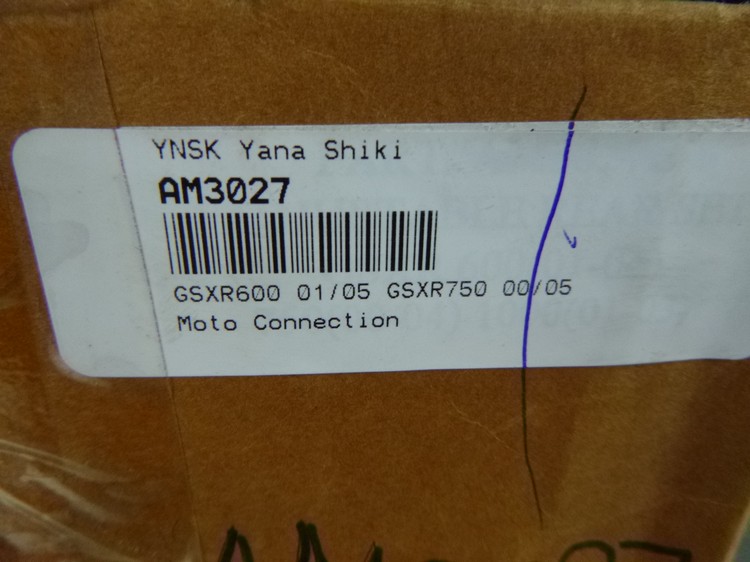 YNSK Yana Shiki
AM3027
GSXR600 01/05 GSXR750 00/05
Moto Connection